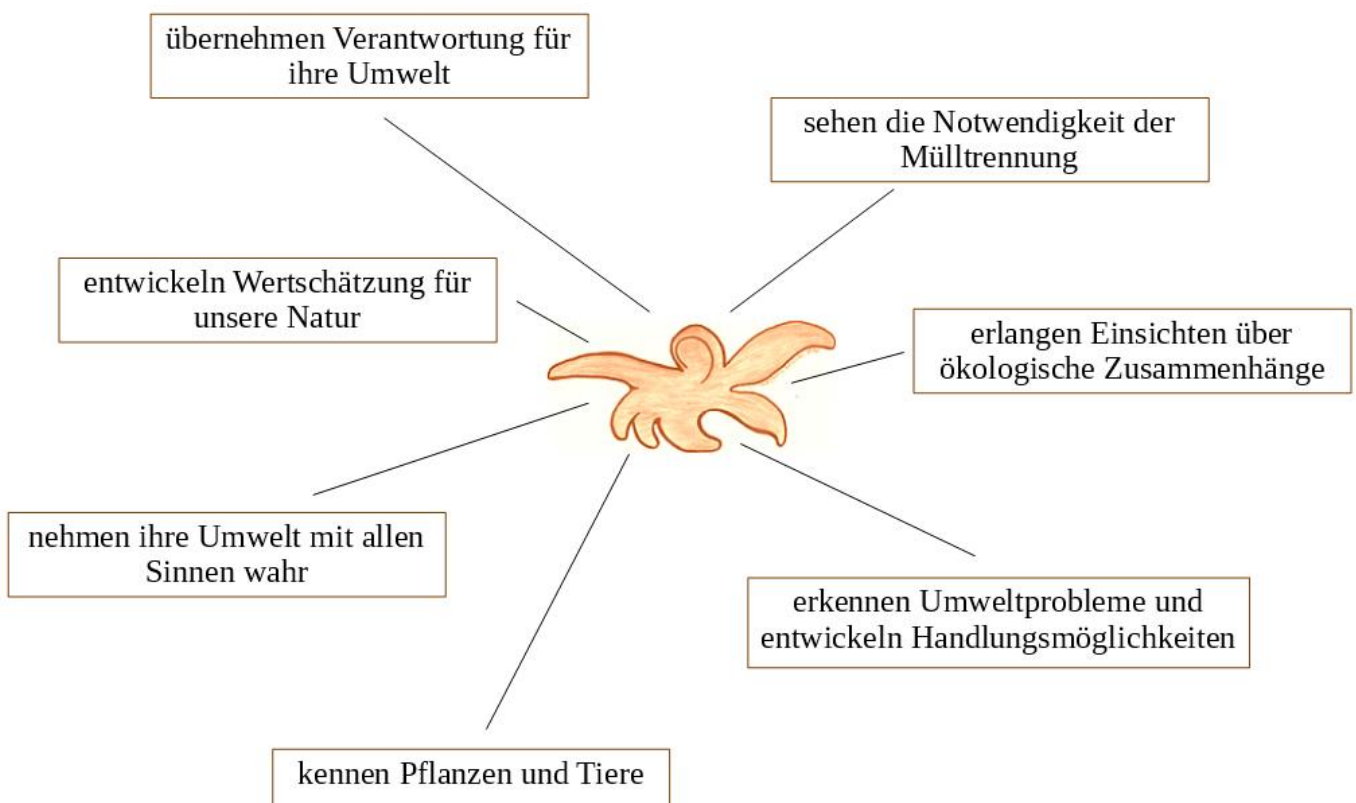 übernehmen Verantwortung für
ihre Umwelt
sehen die Notwendigkeit der
Mülltrennung
entwickeln Wertschätzung für
unsere Natur
erlangen Einsichten über
ökologische Zusammenhänge
nehmen ihre Umwelt mit allen
Sinnen wahr
erkennen Umweltprobleme und
entwickeln Handlungsmöglichkeiten
kennen Pflanzen und Tiere